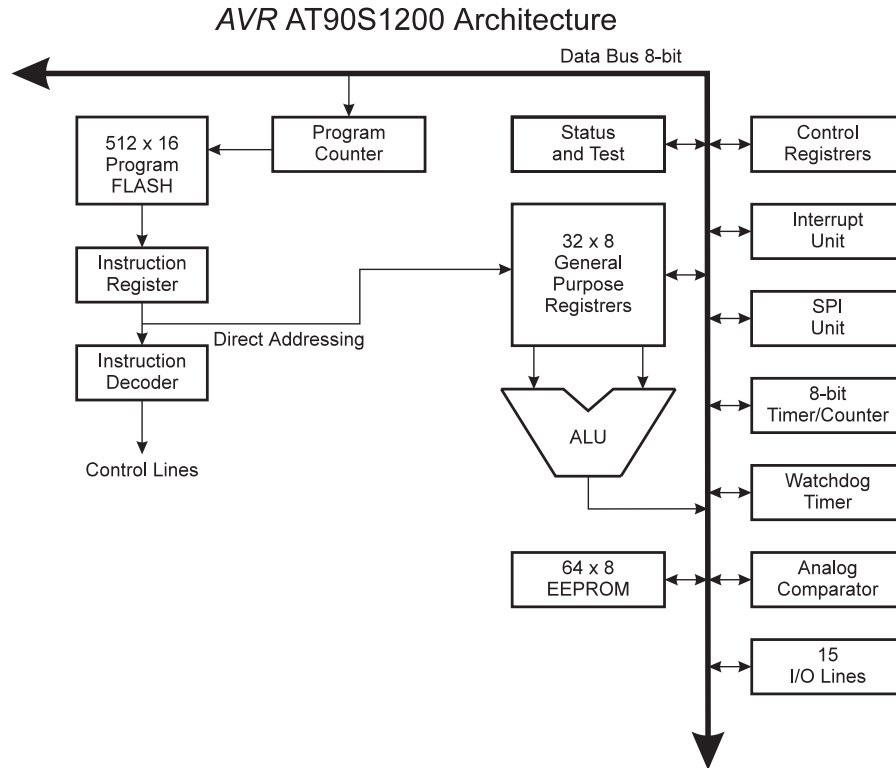 AVR AT90S1200 Architecture
Data Bus 8-bit
512 x 16
Program
FLASH
Program
Counter
Status
and Test
Control
Registrers
Instruction
Register
32 x 8
General
Purpose
Registrers
Interrupt
Unit
SPI
Unit
Direct Addressing
Instruction
Decoder
8-bit
Timer/Counter
ALU
Control Lines
Watchdog
Timer
64 x 8
EEPROM
Analog
Comparator
15
I/O Lines